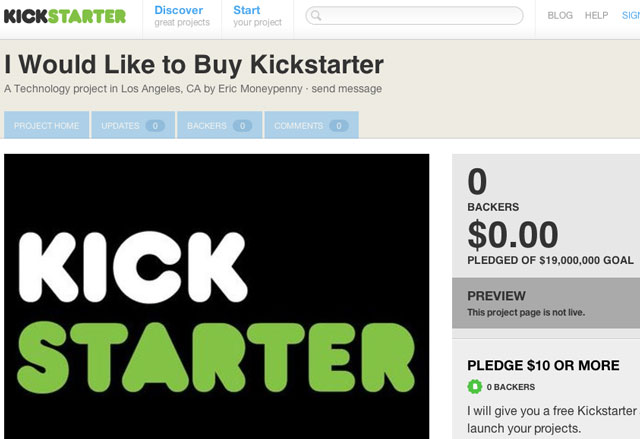 KICKSTARTER
Discover
great projects
Start
your project
BLOG HELP SIGN
I Would Like to Buy Kickstarter
A Technology project in Los Angeles, CA by Eric Moneypenny · send message
PROJECT HOME
UPDATES 0
BACKERS 0
COMMENTS 0
KICK
STARTER
0
BACKERS
$0.00
PLEDGED OF $19,000,000 GOAL
PREVIEW
This project page is not live.
PLEDGE $10 OR MORE
0 BACKERS
I will give you a free Kickstarter
launch your projects.